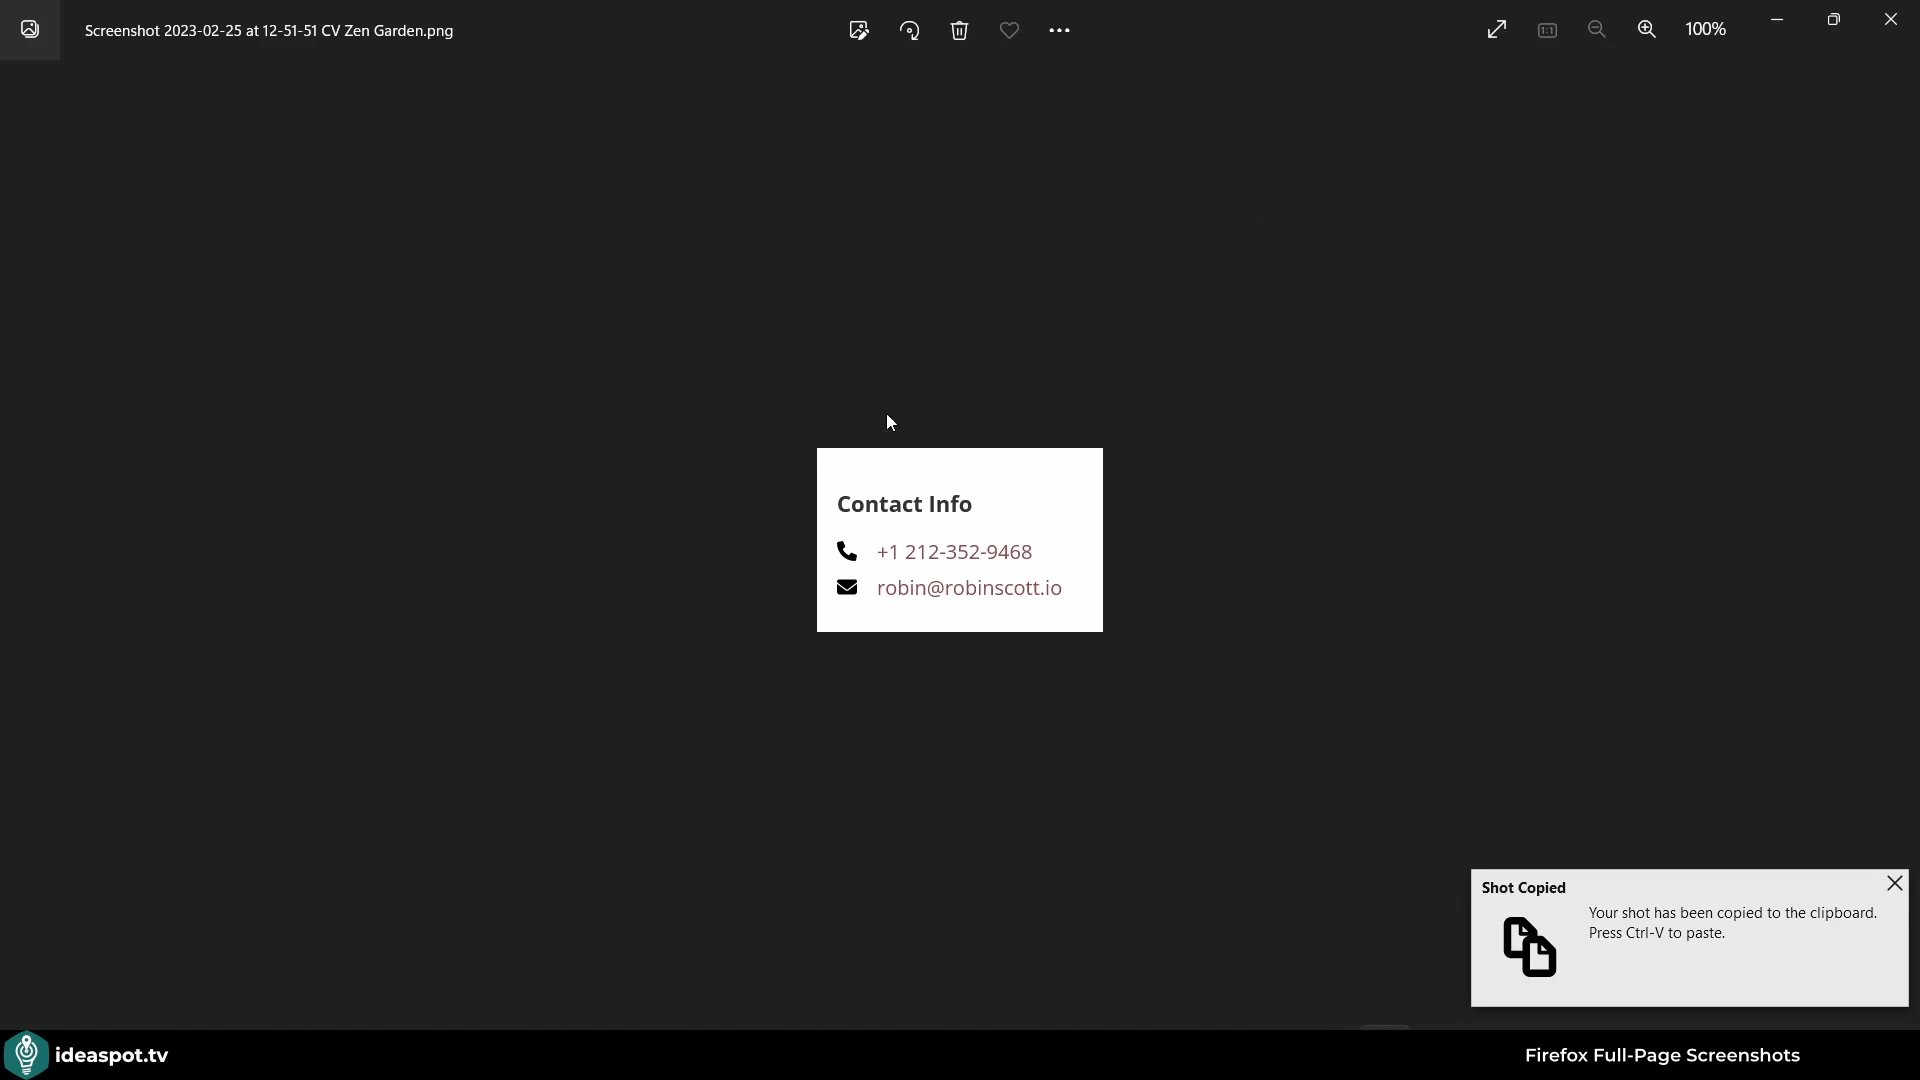 Screenshot 2023-02-25 at 12-51-51 CV Zen Garden.png
1:1
100%
Contact Info
+1 212-352-9468
robin@robinscott.io
Shot Copied
Your shot has been copied to the clipboard.
Press Ctrl-V to paste.
ideaspot.tv
Firefox Full-Page Screenshots